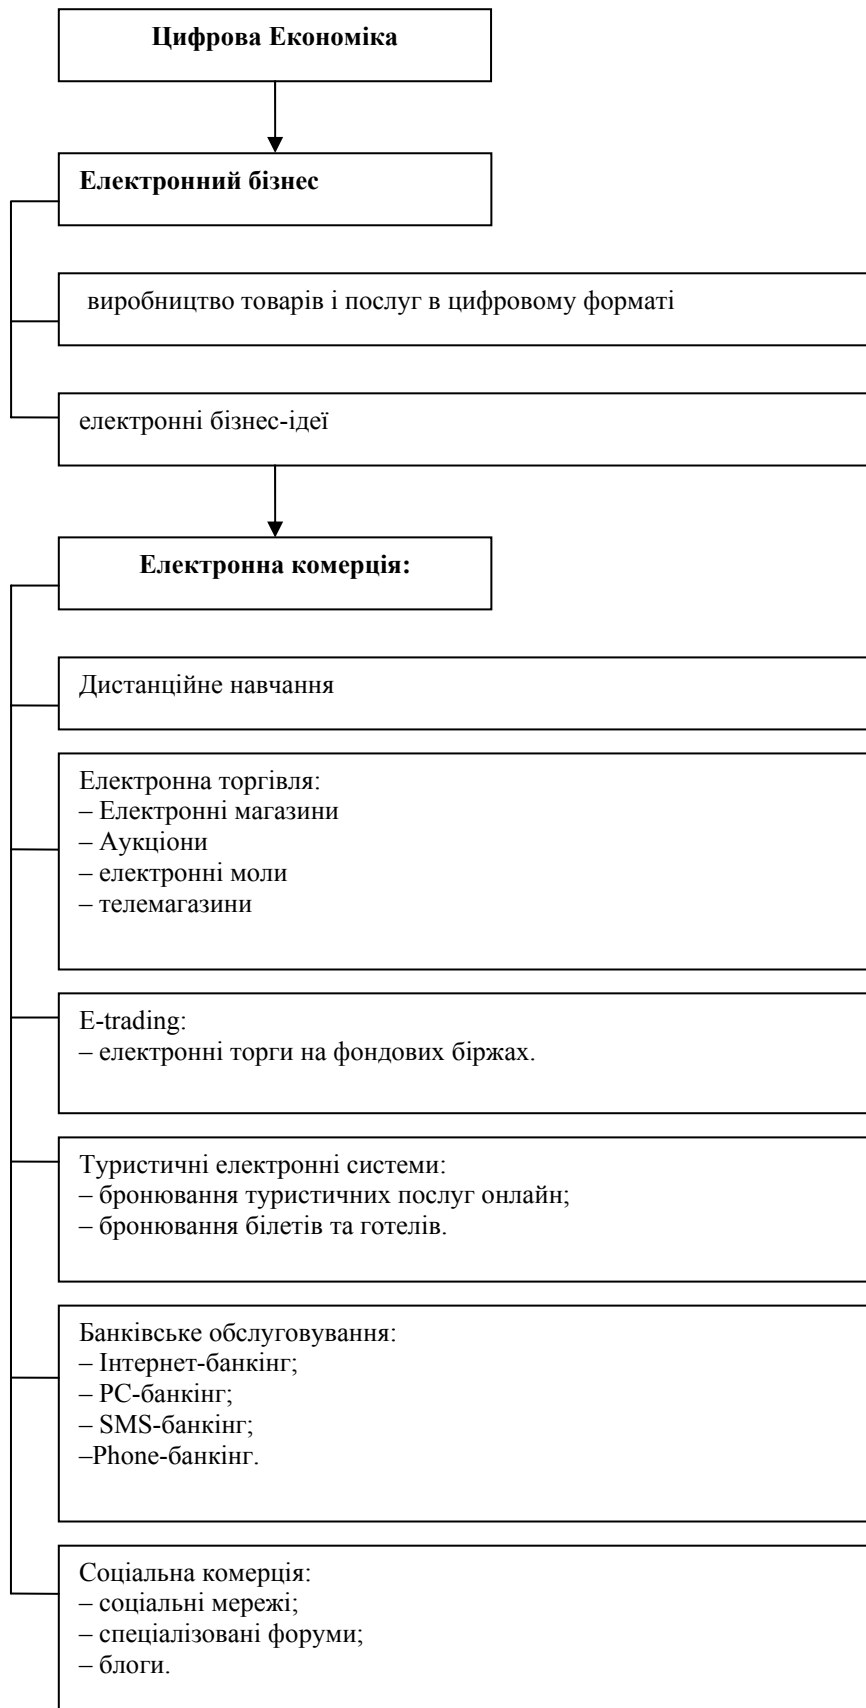 Цифрова Економіка
Електронний бізнес
виробництво товарів і послуг в цифровому форматі
електронні бізнес-ідеї
Електронна комерція:
Дистанційне навчання
Електронна торгівля:
– Електронні магазини
– Аукціони
– електронні моли
– телемагазини
E-trading:
– електронні торги на фондових біржах.
Туристичні електронні системи:
– бронювання туристичних послуг онлайн;
– бронювання білетів та готелів.
Банківське обслуговування:
– Інтернет-банкінг;
– PC-банкінг;
– SMS-банкінг;
–Phone-банкінг.
Соціальна комерція:
– соціальні мережі;
– спеціалізовані форуми;
– блоги.